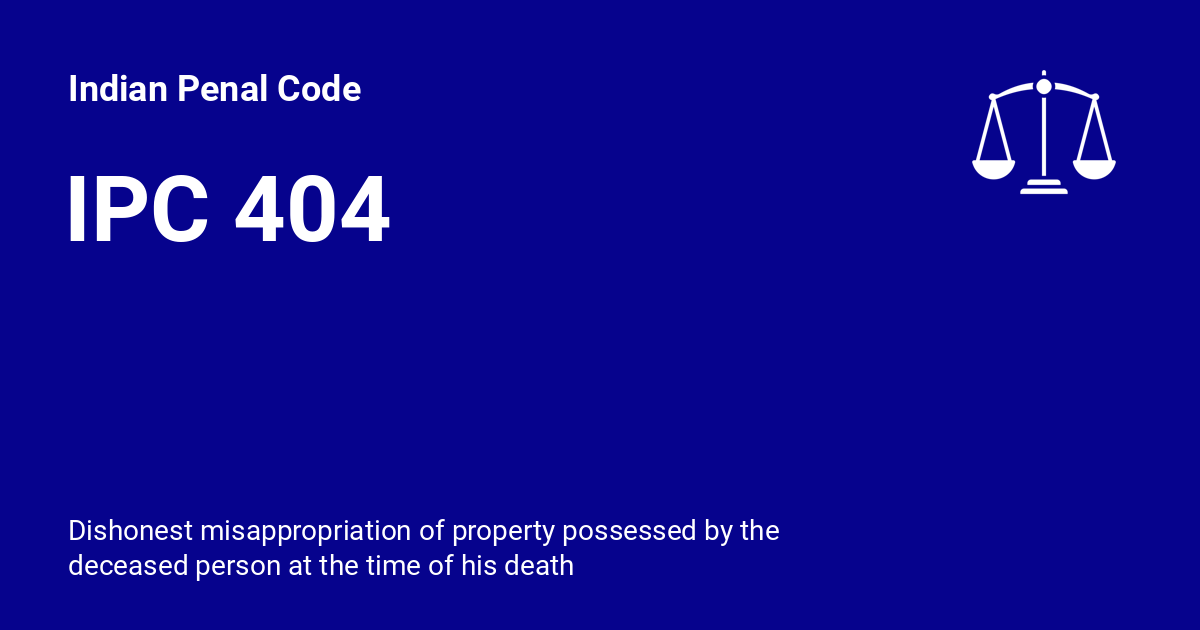 Indian Penal Code
IPC 404
Dishonest misappropriation of property possessed by the
deceased person at the time of his death